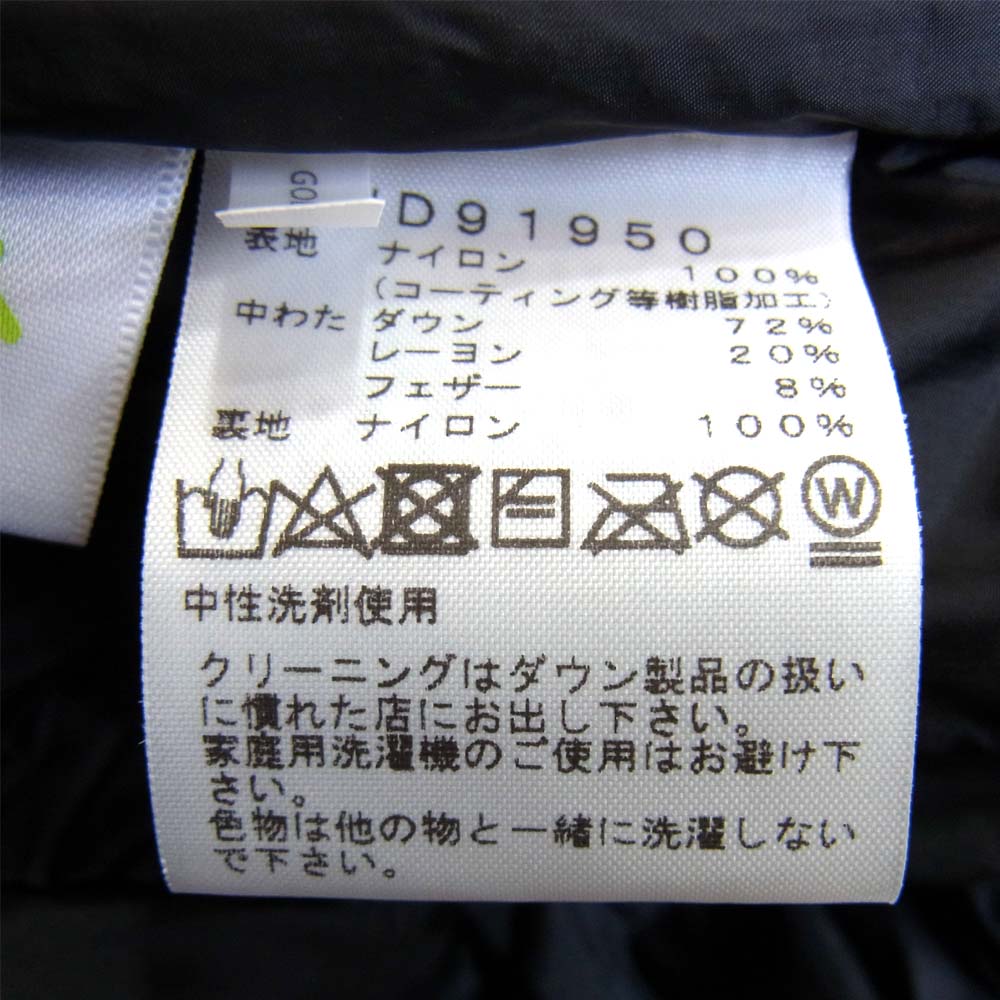 GO
D91950
表地 ナイロン 100%
(コーティング等樹脂加工)
中わた ダウン 72%
レーヨン 20%
フェザー 8%
裏地 ナイロン 100%
W
中性洗剤使用
クリーニングはダウン製品の扱い
に慣れた店にお出し下さい。
家庭用洗濯機のご使用はお避け下
さい。
色物は他の物と一緒に洗濯しない
で下さい。